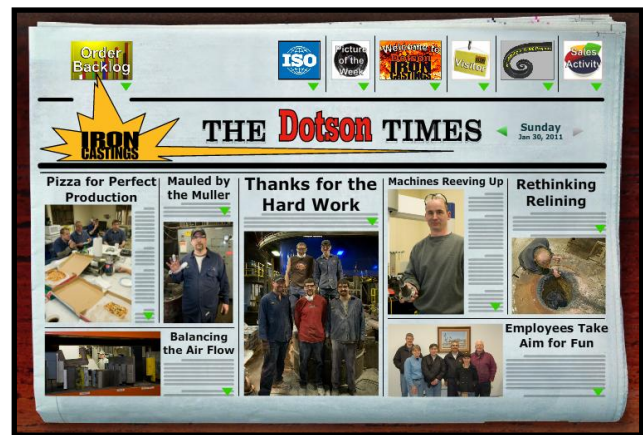 Order
Backlog
ISO
Picture
of the
Week
Welcome to
Dotson
IRON
CASTINGS
Visitor
Sales
Activity
IRON
CASTINGS
THE Dotson TIMES
Sunday
Jan 30, 2011
Pizza for Perfect
Production
Mauled by
the Muller
Thanks for the
Hard Work
Machines Reeving Up
Rethinking
Relining
Balancing
the Air Flow
Employees Take
Aim for Fun